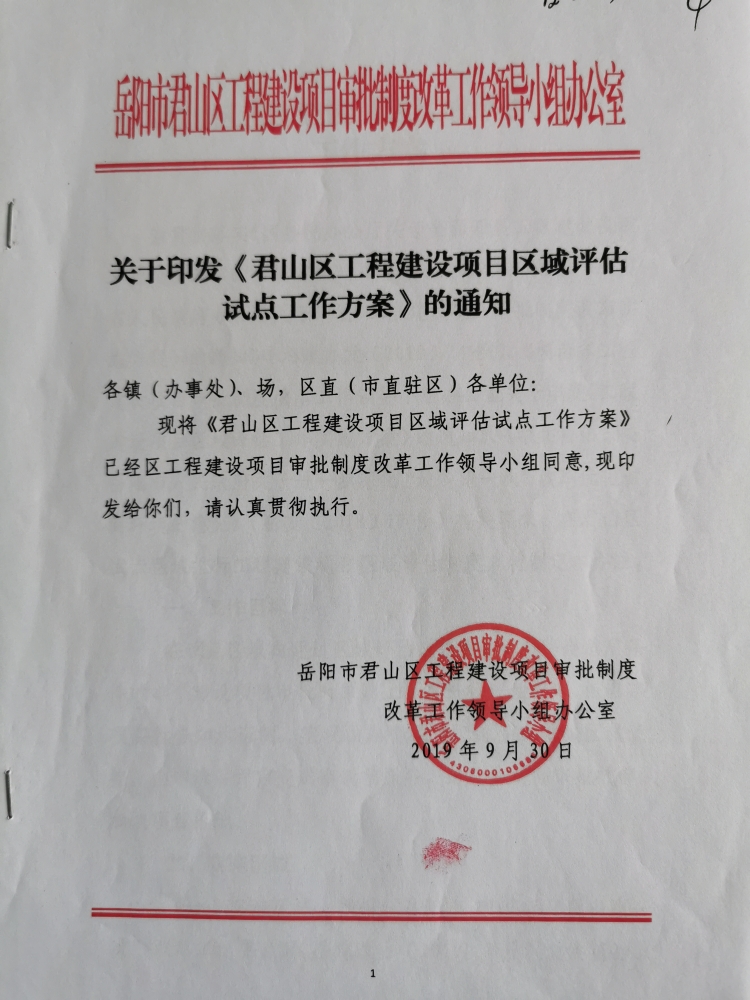 岳阳市君山区工程建设项目审批制度改革工作领导小组办公室
关于印发《君山区工程建设项目区域评估
试点工作方案》的通知
各镇（办事处）、场，区直（市直驻区）各单位：
现将《君山区工程建设项目区域评估试点工作方案》
已经区工程建设项目审批制度改革工作领导小组同意,现印
发给你们，请认真贯彻执行。
岳阳市君山区工程建设项目审批制度
改革工作领导小组办公室
2019年9月30日
1